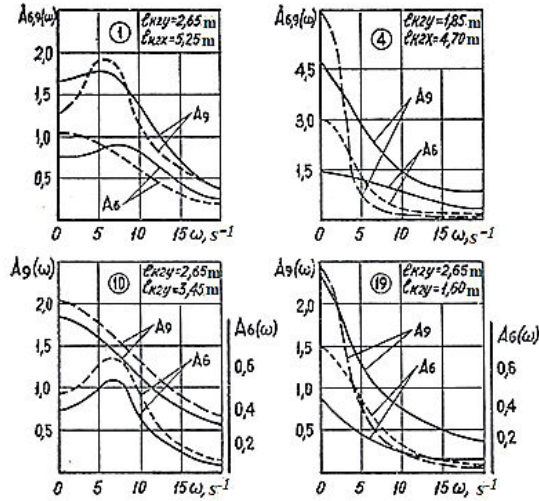 A6,9(ω)
① ℓкгу=2,65 m
ℓкгх=5,25 m
2,0
1,5
1,0
0,5
A9
A6
0 5 10 15 ω, s⁻¹
④ ℓкгу=1,85 m
ℓкгх=4,70 m
4,5
3,0
1,5
A9
A6
0 5 10 15 ω, s⁻¹
A9(ω)
⑩ ℓкгу=2,65 m
ℓкгу=3,45 m
2,0
1,5
1,0
0,5
A9
A6
A6(ω)
0,6
0,4
0,2
0 5 10 15 ω, s⁻¹
A9(ω)
⑲ ℓкгу=2,65 m
ℓкгу=1,60 m
2,0
1,5
1,0
0,5
A9
A6
A6(ω)
0,6
0,4
0,2
0 5 10 15 ω, s⁻¹